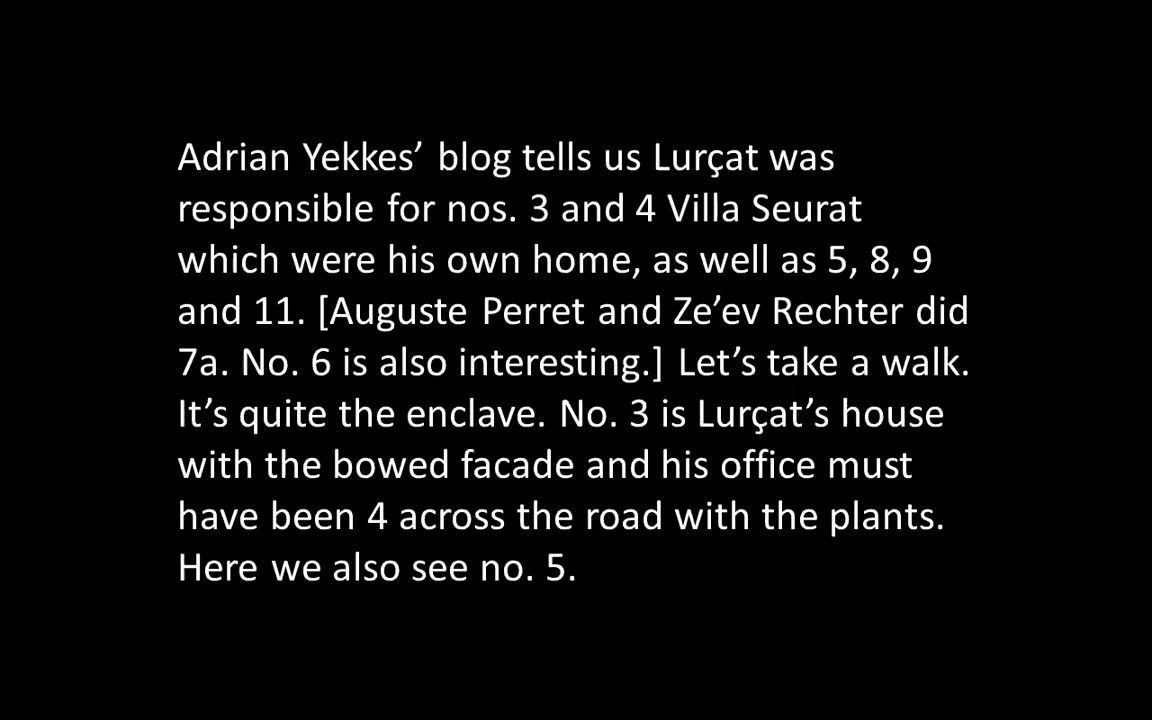 Adrian Yekkes’ blog tells us Lurçat was
responsible for nos. 3 and 4 Villa Seurat
which were his own home, as well as 5, 8, 9
and 11. [Auguste Perret and Ze’ev Rechter did
7a. No. 6 is also interesting.] Let’s take a walk.
It’s quite the enclave. No. 3 is Lurçat’s house
with the bowed facade and his office must
have been 4 across the road with the plants.
Here we also see no. 5.